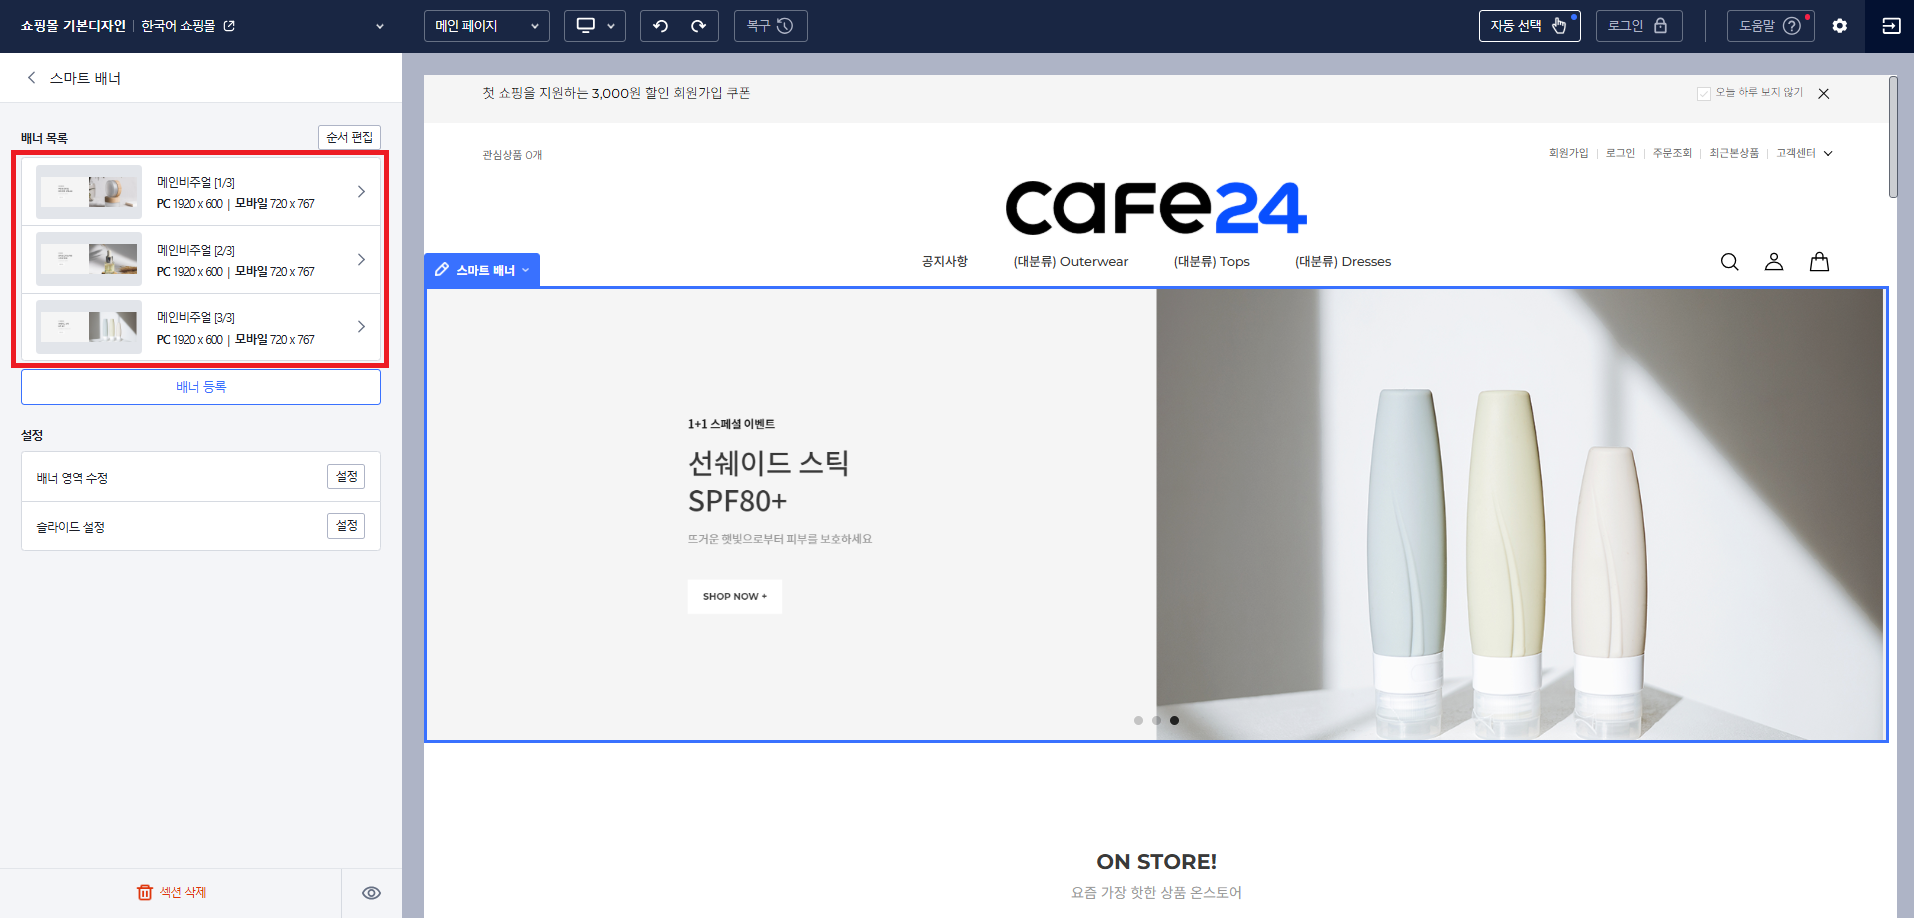 쇼핑몰 기본디자인 | 한국어 쇼핑몰
메인 페이지
복구
자동 선택
로그인
도움말
스마트 배너
배너 목록
순서 편집
메인비주얼 [1/3]
PC 1920 x 600 | 모바일 720 x 767
메인비주얼 [2/3]
PC 1920 x 600 | 모바일 720 x 767
메인비주얼 [3/3]
PC 1920 x 600 | 모바일 720 x 767
배너 등록
설정
배너 영역 수정
설정
슬라이드 설정
설정
섹션 삭제
첫 쇼핑을 지원하는 3,000원 할인 회원가입 쿠폰
오늘 하루 보지 않기
관심상품 0개
회원가입 | 로그인 | 주문조회 | 최근본상품 | 고객센터
cafe24
공지사항
(대분류) Outerwear
(대분류) Tops
(대분류) Dresses
스마트 배너
1+1 스페셜 이벤트
선쉐이드 스틱
SPF80+
뜨거운 햇빛으로부터 피부를 보호하세요
SHOP NOW +
ON STORE!
요즘 가장 핫한 상품 온스토어